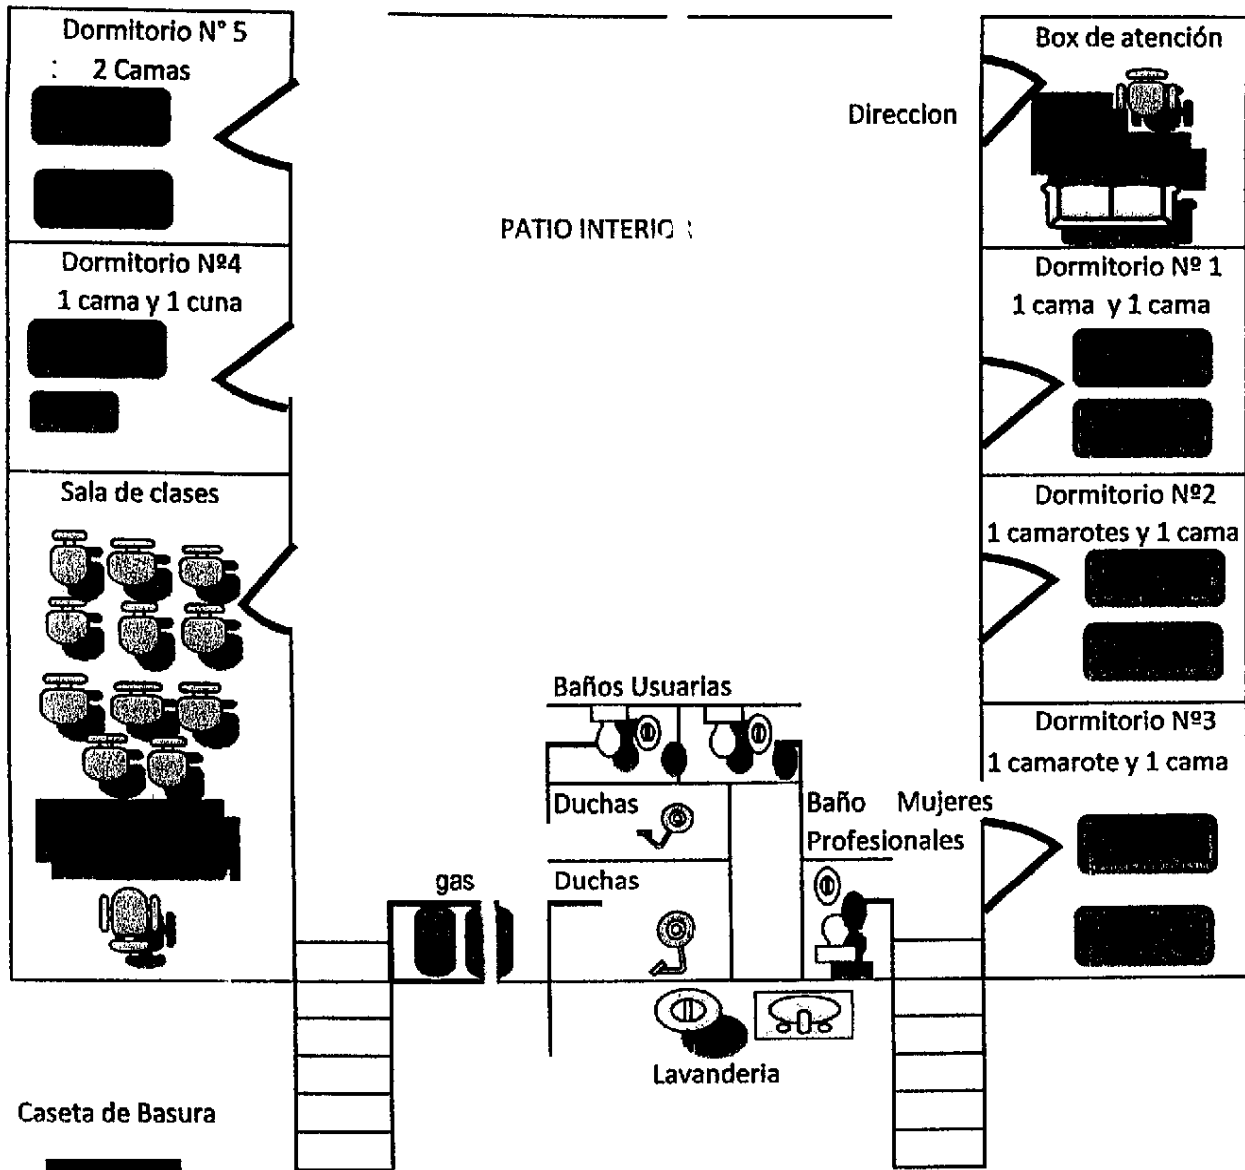 Dormitorio N° 5
: 2 Camas
Box de atención
Direccion
PATIO INTERIO
Dormitorio Nº4
1 cama y 1 cuna
Dormitorio Nº 1
1 cama y 1 cama
Sala de clases
Dormitorio Nº2
1 camarotes y 1 cama
Baños Usuarias
Dormitorio Nº3
1 camarote y 1 cama
Duchas
Baño Mujeres
Profesionales
gas
Duchas
Lavanderia
Caseta de Basura